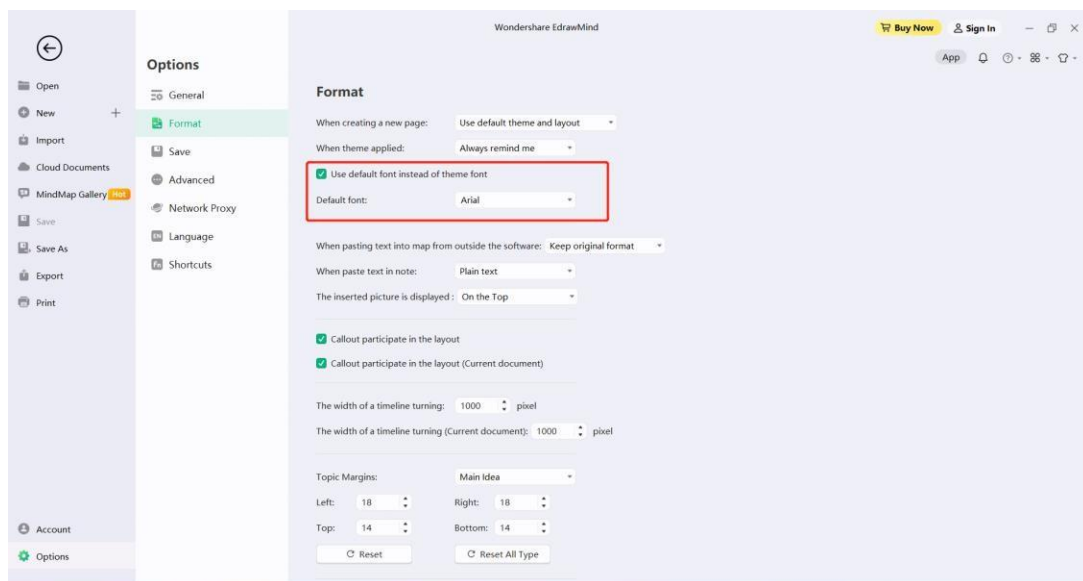 Wondershare EdrawMind
Buy Now
Sign In
App
Open
New
Import
Cloud Documents
MindMap Gallery Hot
Save
Save As
Export
Print
Account
Options
Options
General
Format
Save
Advanced
Network Proxy
EN Language
fn Shortcuts
Format
When creating a new page: Use default theme and layout
When theme applied: Always remind me
Use default font instead of theme font
Default font: Arial
When pasting text into map from outside the software: Keep original format
When paste text in note: Plain text
The inserted picture is displayed : On the Top
Callout participate in the layout
Callout participate in the layout (Current document)
The width of a timeline turning: 1000 pixel
The width of a timeline turning (Current document): 1000 pixel
Topic Margins: Main Idea
Left: 18 Right: 18
Top: 14 Bottom: 14
Reset Reset All Type